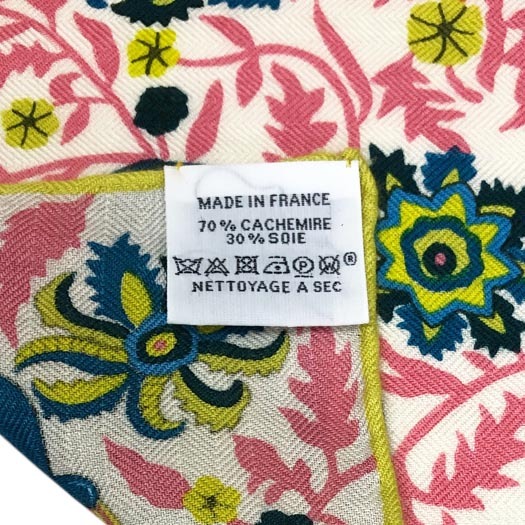 MADE IN FRANCE
70% CACHEMIRE
30% SOIE
®
NETTOYAGE A SEC